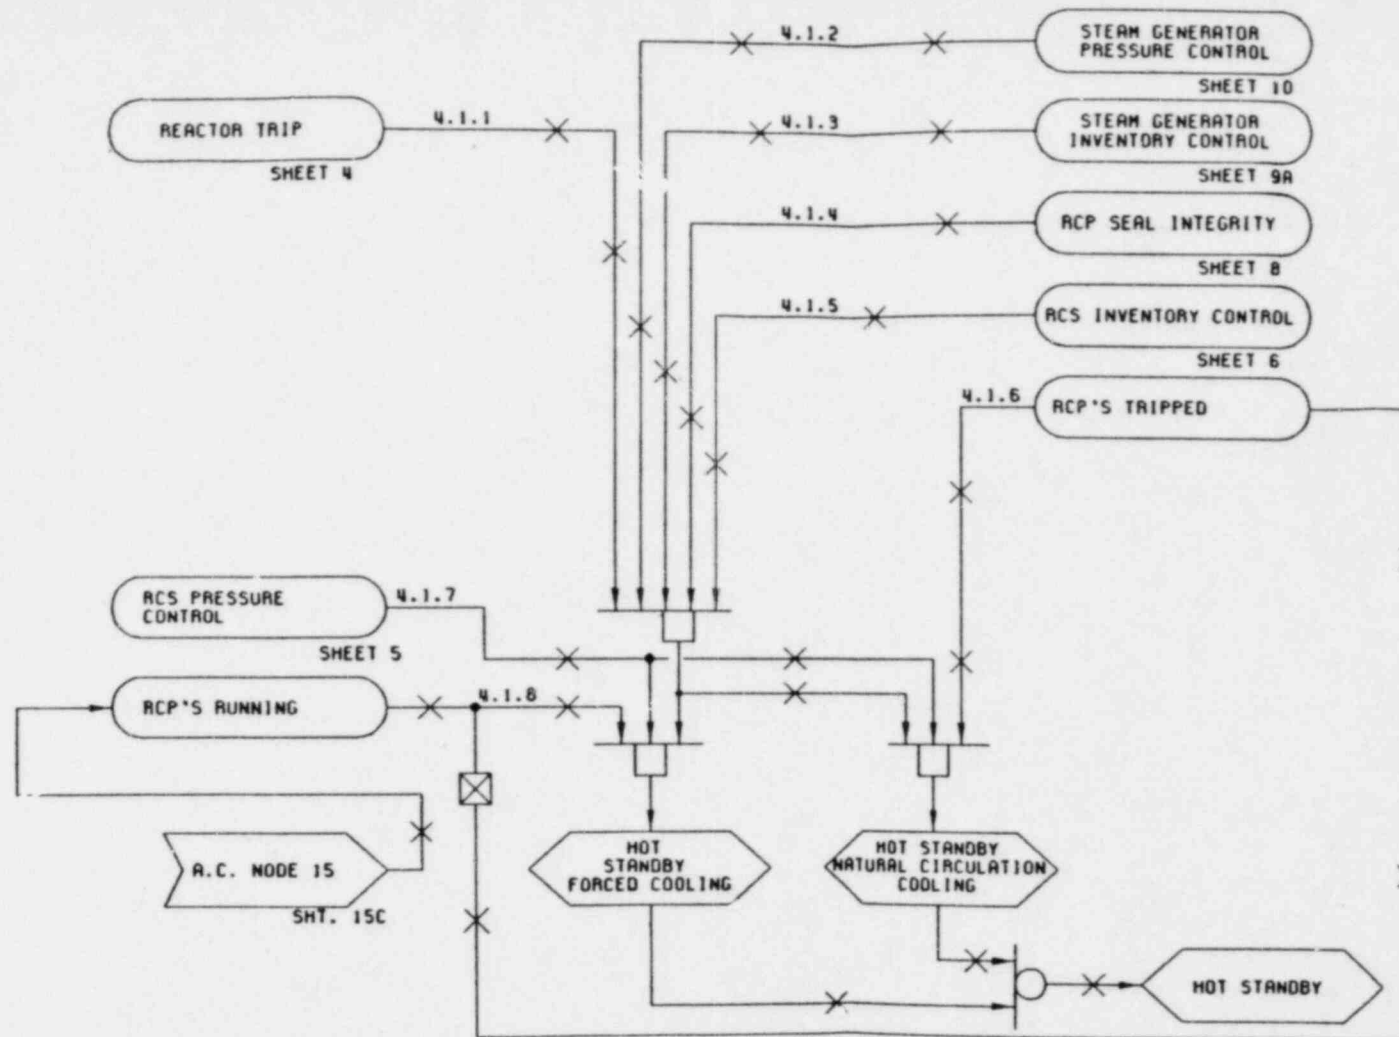 4.1.2
STEAM GENERATOR
PRESSURE CONTROL
SHEET 10
REACTOR TRIP
4.1.1
SHEET 4
4.1.3
STEAM GENERATOR
INVENTORY CONTROL
SHEET 9A
4.1.4
RCP SEAL INTEGRITY
SHEET 8
4.1.5
RCS INVENTORY CONTROL
SHEET 6
4.1.6
RCP'S TRIPPED
RCS PRESSURE
CONTROL
4.1.7
SHEET 5
RCP'S RUNNING
4.1.8
A.C. NODE 15
SHT. 15C
HOT
STANDBY
FORCED COOLING
HOT STANDBY
NATURAL CIRCULATION
COOLING
HOT STANDBY